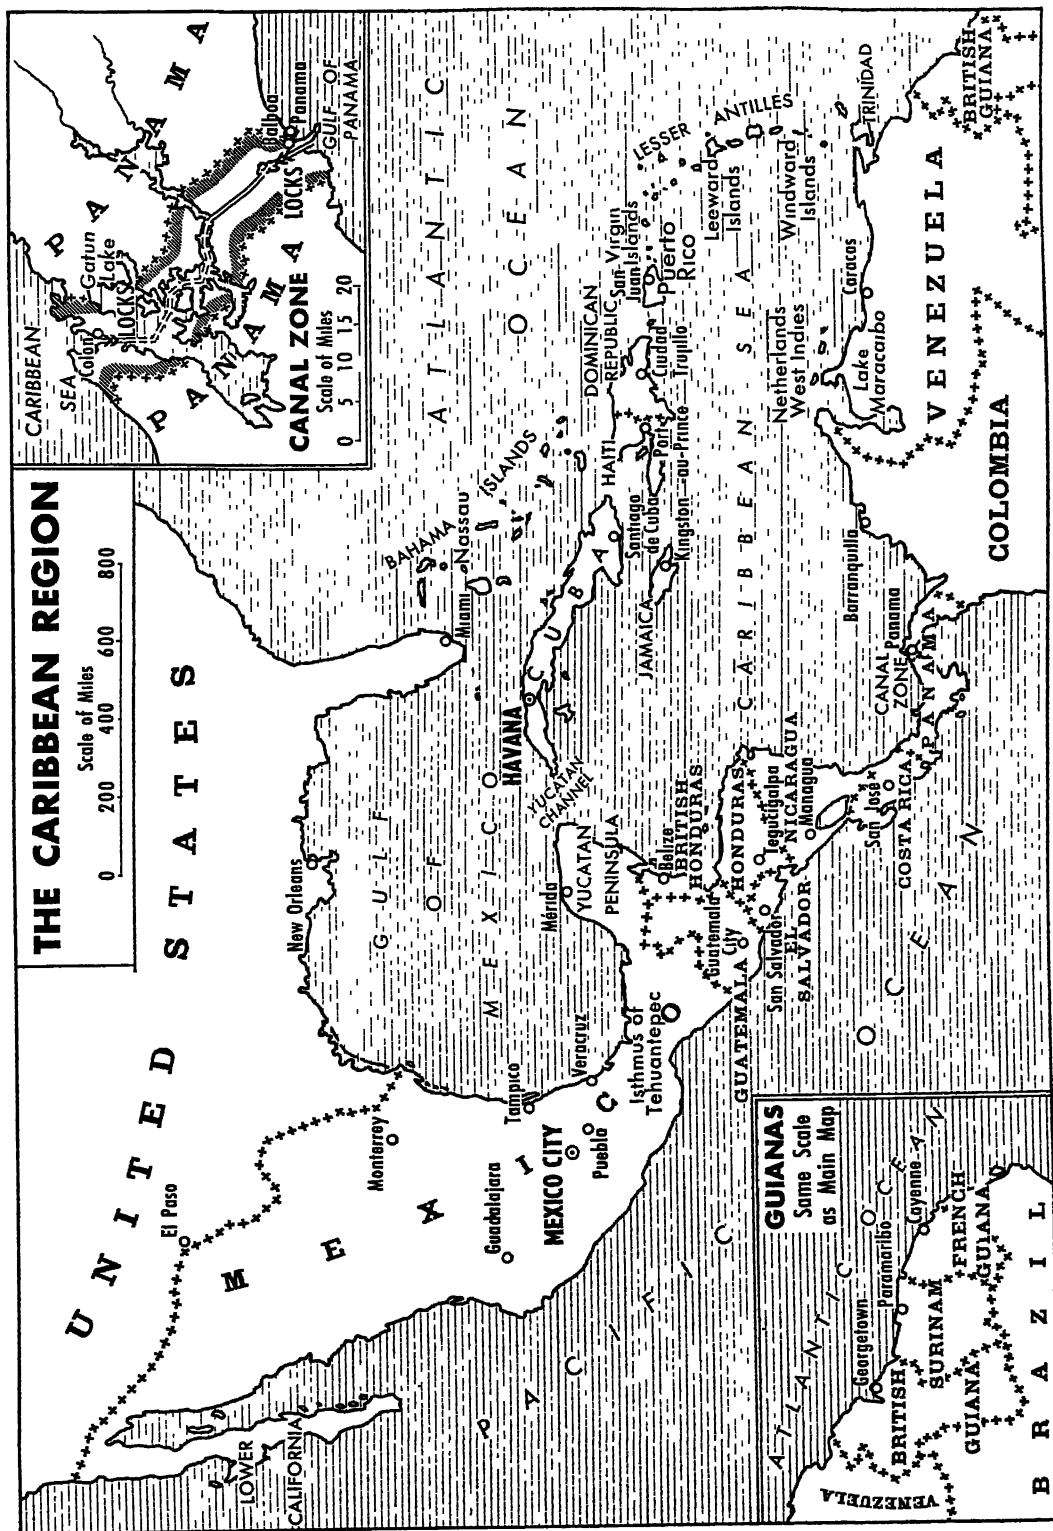 THE CARIBBEAN REGION
Scale of Miles
0 200 400 600 800
UNITED
STATES
El Paso
New Orleans
Miami
LOWER
CALIFORNIA
MEXICO
Monterrey
Guadalajara
MEXICO CITY
Tampico
Puebla
Veracruz
Isthmus of
Tehuantepec
Mérida
YUCATAN
PENINSULA
YUCATAN
CHANNEL
GULF
OF
MEXICO
BAHAMA ISLANDS
Nassau
HAVANA
CUBA
Santiago
de Cuba
JAMAICA
Kingston
HAITI
Port
-au-Prince
DOMINICAN
REPUBLIC
Ciudad
Trujillo
San
Juan
Virgin
Islands
Puerto
Rico
LESSER ANTILLES
Leeward
Islands
Windward
Islands
TRINIDAD
ATLANTIC
OCEAN
CARIBBEAN SEA
Netherlands
West Indies
Belize
BRITISH
HONDURAS
Guatemala
City
GUATEMALA
HONDURAS
Tegucigalpa
San Salvador
EL
SALVADOR
NICARAGUA
Managua
San José
COSTA RICA
CANAL
ZONE
Panama
PANAMA
Barranquilla
COLOMBIA
Lake
Maracaibo
Caracas
VENEZUELA
BRITISH
GUIANA
PACIFIC OCEAN
CARIBBEAN
SEA
Colon
LOCKS
Gatun
Lake
PANAMA
PANAMA
Balboa
Panama
GULF OF
PANAMA
LOCKS
CANAL ZONE
Scale of Miles
0 5 10 15 20
GUIANAS
Same Scale
as Main Map
ATLANTIC OCEAN
Georgetown
Paramaribo
Cayenne
VENEZUELA
BRITISH
GUIANA
SURINAM
FRENCH
GUIANA
BRAZIL